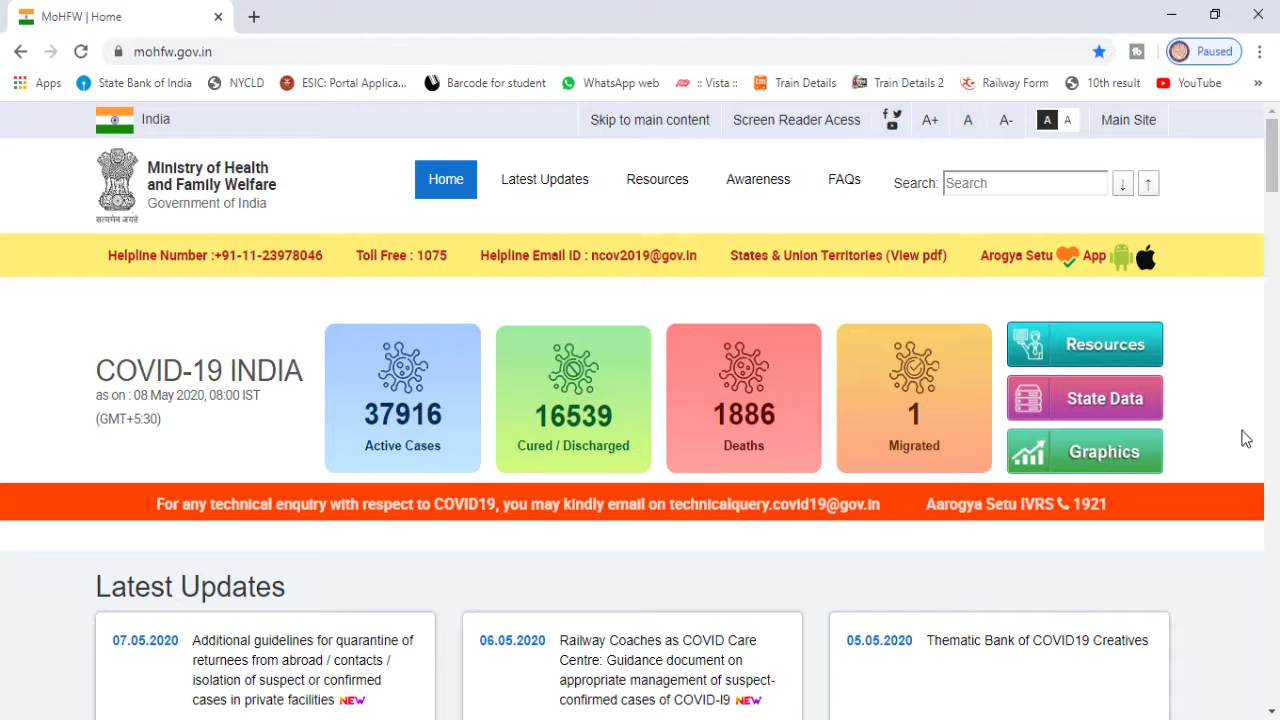 MoHFW | Home
mohfw.gov.in
Paused
Apps State Bank of India NYCLD ESIC: Portal Applica... Barcode for student WhatsApp web :: Vista :: Train Details Train Details 2 Railway Form 10th result YouTube »
India Skip to main content Screen Reader Acess A+ A A- A A Main Site
Ministry of Health
and Family Welfare
Government of India
सत्यमेव जयते
Home Latest Updates Resources Awareness FAQs Search: Search ↓ ↑
Helpline Number :+91-11-23978046 Toll Free : 1075 Helpline Email ID : ncov2019@gov.in States & Union Territories (View pdf) Arogya Setu App
COVID-19 INDIA
as on : 08 May 2020, 08:00 IST
(GMT+5:30)
37916
Active Cases
16539
Cured / Discharged
1886
Deaths
1
Migrated
Resources
State Data
Graphics
For any technical enquiry with respect to COVID19, you may kindly email on technicalquery.covid19@gov.in Aarogya Setu IVRS 1921
Latest Updates
07.05.2020 Additional guidelines for quarantine of
returnees from abroad / contacts /
isolation of suspect or confirmed
cases in private facilities NEW
06.05.2020 Railway Coaches as COVID Care
Centre: Guidance document on
appropriate management of suspect-
confirmed cases of COVID-I9 NEW
05.05.2020 Thematic Bank of COVID19 Creatives